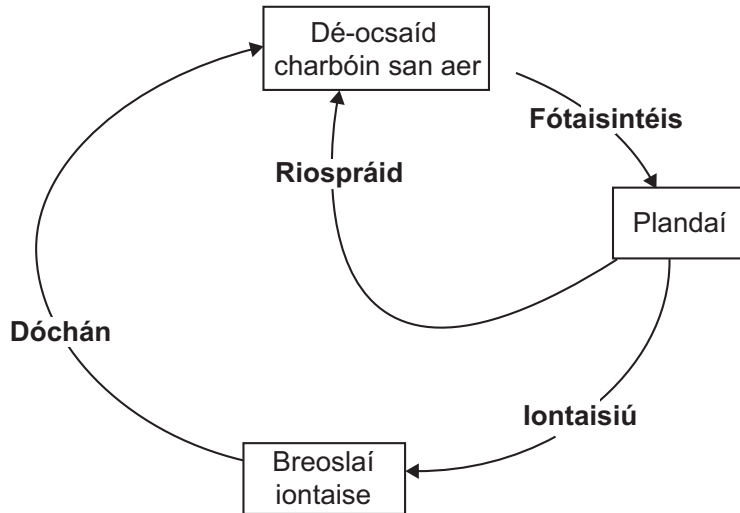 Dé-ocsaíd
charbóin san aer
Fótaisintéis
Riospráid
Plandaí
Dóchán
Iontaisiú
Breoslaí
iontaise